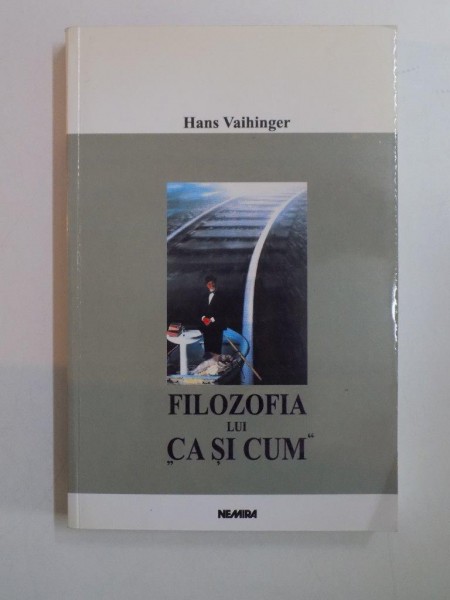 Hans Vaihinger
FILOZOFIA
LUI
„CA ȘI CUM“
NEMIRA